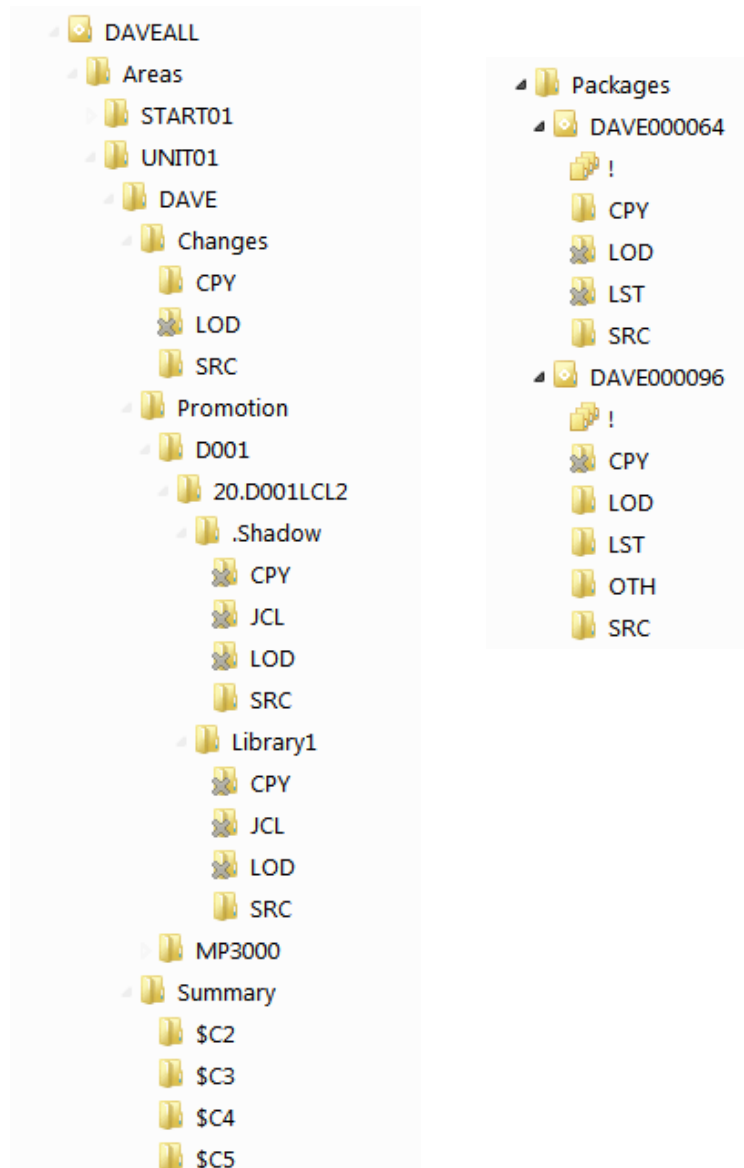 DAVEALL
Areas
START01
UNIT01
DAVE
Changes
CPY
LOD
SRC
Promotion
D001
20.D001LCL2
.Shadow
CPY
JCL
LOD
SRC
Library1
CPY
JCL
LOD
SRC
MP3000
Summary
$C2
$C3
$C4
$C5
Packages
DAVE000064
!
CPY
LOD
LST
SRC
DAVE000096
!
CPY
LOD
LST
OTH
SRC